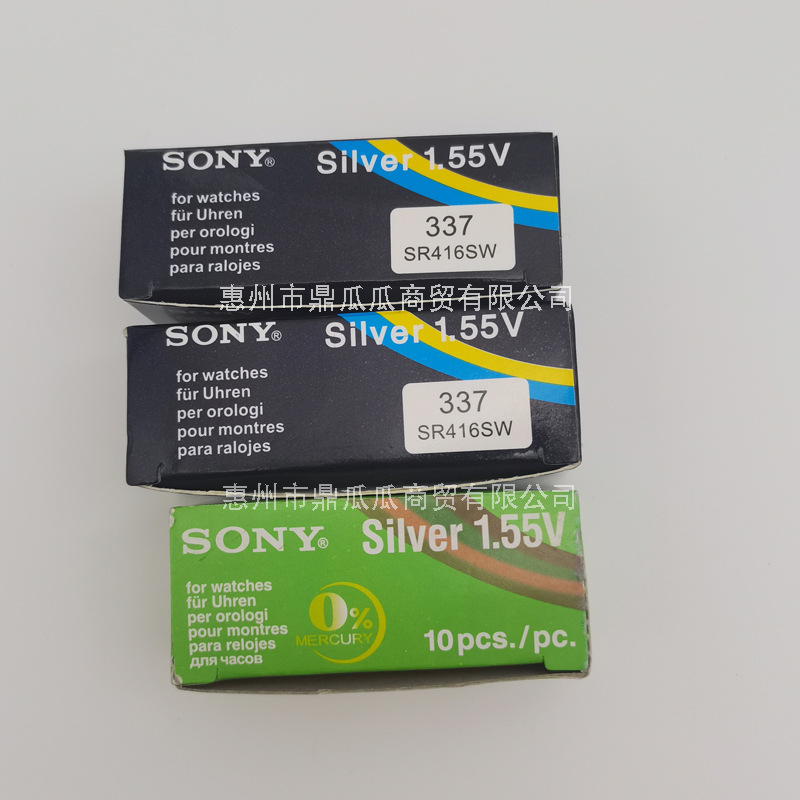 SONY® Silver 1.55V
for watches
für Uhren
per orologi
pour montres
para ralojes
337
SR416SW
惠州市鼎瓜瓜商贸有限公司
SONY® Silver 1.55V
for watches
für Uhren
per orologi
pour montres
para ralojes
337
SR416SW
惠州市鼎瓜瓜商贸有限公司
SONY® Silver 1.55V
for watches
für Uhren
per orologi
pour montres
para relojes
для часов
0%
MERCURY
10pcs./pc.